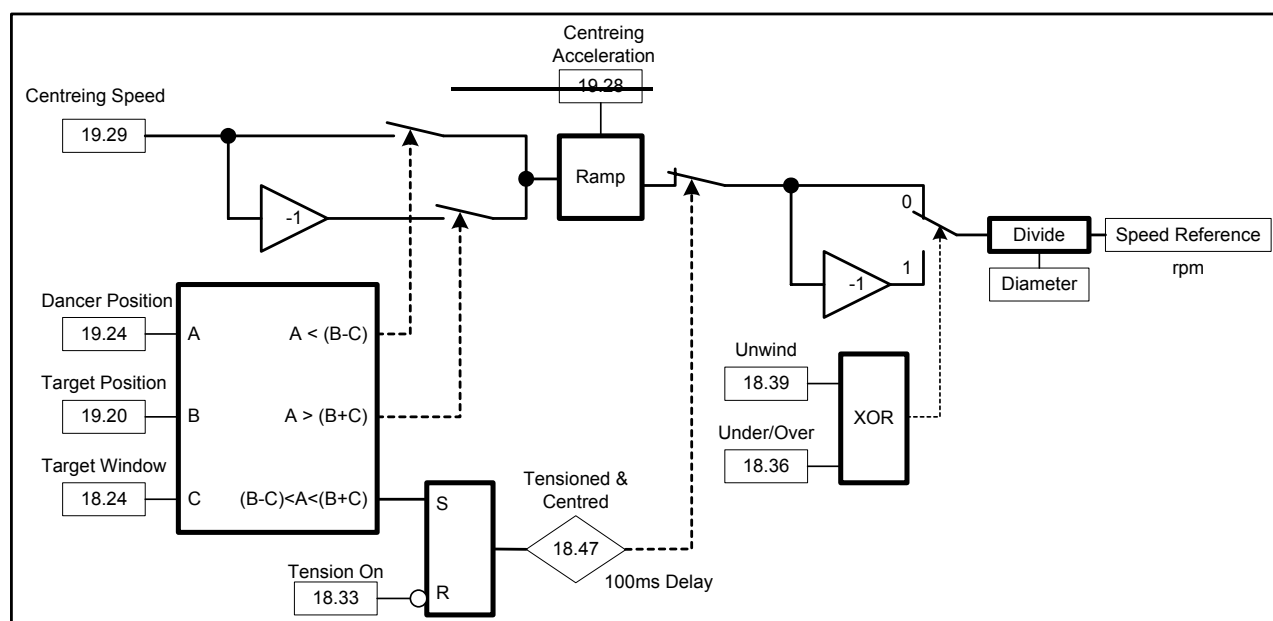 Centreing
Acceleration
19.28
Centreing Speed
19.29
-1
Ramp
0
1
-1
Divide
Speed Reference
rpm
Diameter
Dancer Position
19.24
A
A < (B-C)
Target Position
19.20
B
A > (B+C)
Target Window
18.24
C
(B-C)<A<(B+C)
Unwind
18.39
XOR
Under/Over
18.36
S
R
Tensioned &
Centred
18.47
100ms Delay
Tension On
18.33